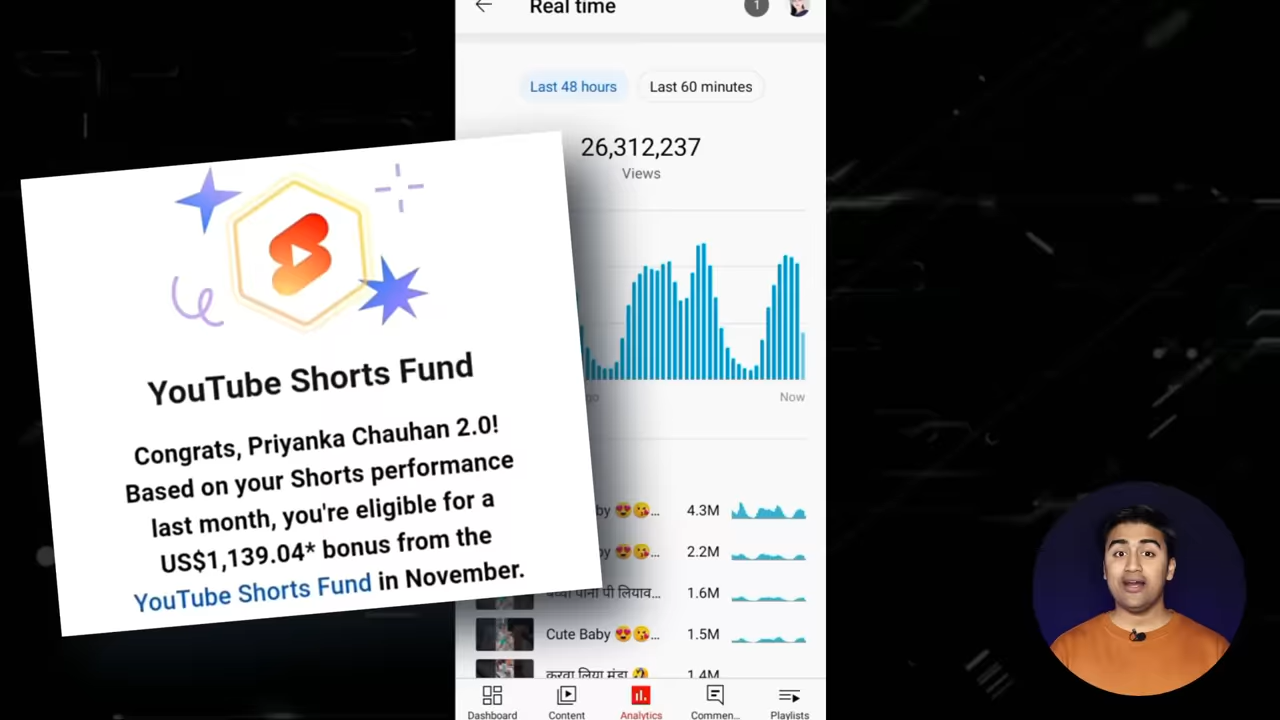 Real time
1
Last 48 hours
Last 60 minutes
26,312,237
Views
Now
YouTube Shorts Fund
Congrats, Priyanka Chauhan 2.0!
Based on your Shorts performance
last month, you're eligible for a
US$1,139.04* bonus from the
YouTube Shorts Fund in November.
😍😘... 4.3M
😍😘... 2.2M
पी लियाव... 1.6M
Cute Baby 😍😘... 1.5M
करवा लिया मुंडा 🤣 1.4M
Dashboard
Content
Analytics
Commen...
Playlists